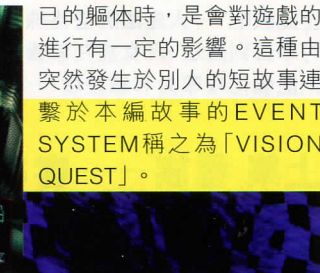 已的軀体時，是會對遊戲的
進行有一定的影響。這種由
突然發生於別人的短故事連
繫於本編故事的EVENT
SYSTEM稱之為「VISION
QUEST」。